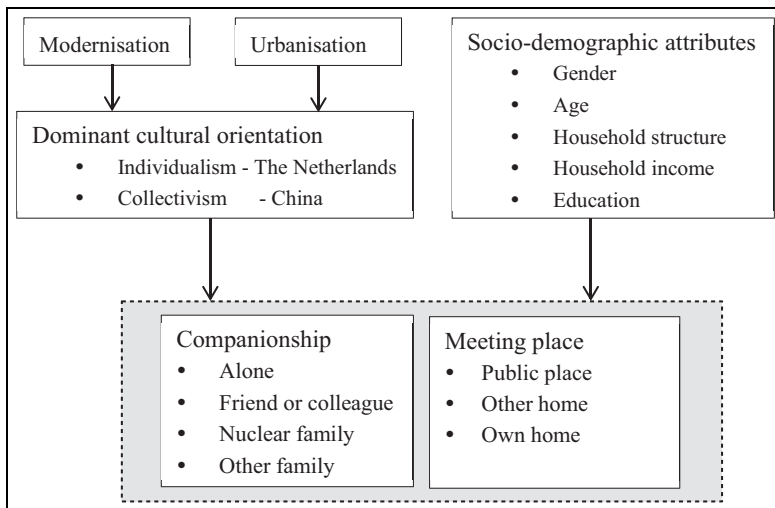 Modernisation
Urbanisation
Dominant cultural orientation
• Individualism - The Netherlands
• Collectivism - China
Socio-demographic attributes
• Gender
• Age
• Household structure
• Household income
• Education
Companionship
• Alone
• Friend or colleague
• Nuclear family
• Other family
Meeting place
• Public place
• Other home
• Own home